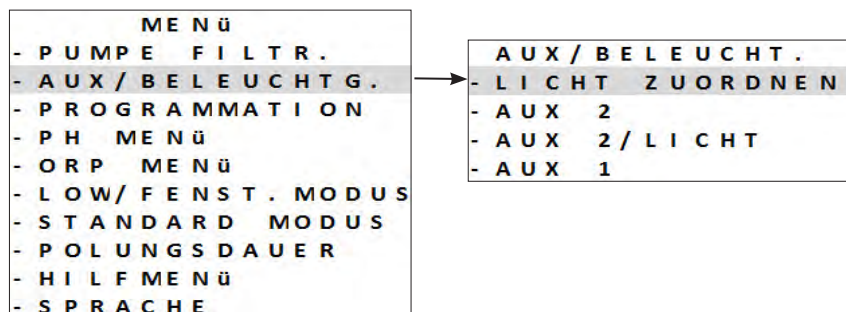 MENü
- PUMPE FILTR.
- AUX/BELEUCHTG.
- PROGRAMMATION
- PH MENü
- ORP MENü
- LOW/FENST.MODUS
- STANDARD MODUS
- POLUNGSDAUER
- HILFMENü
- SPRACHE
AUX/BELEUCHT.
- LICHT ZUORDNEN
- AUX 2
- AUX 2/LICHT
- AUX 1